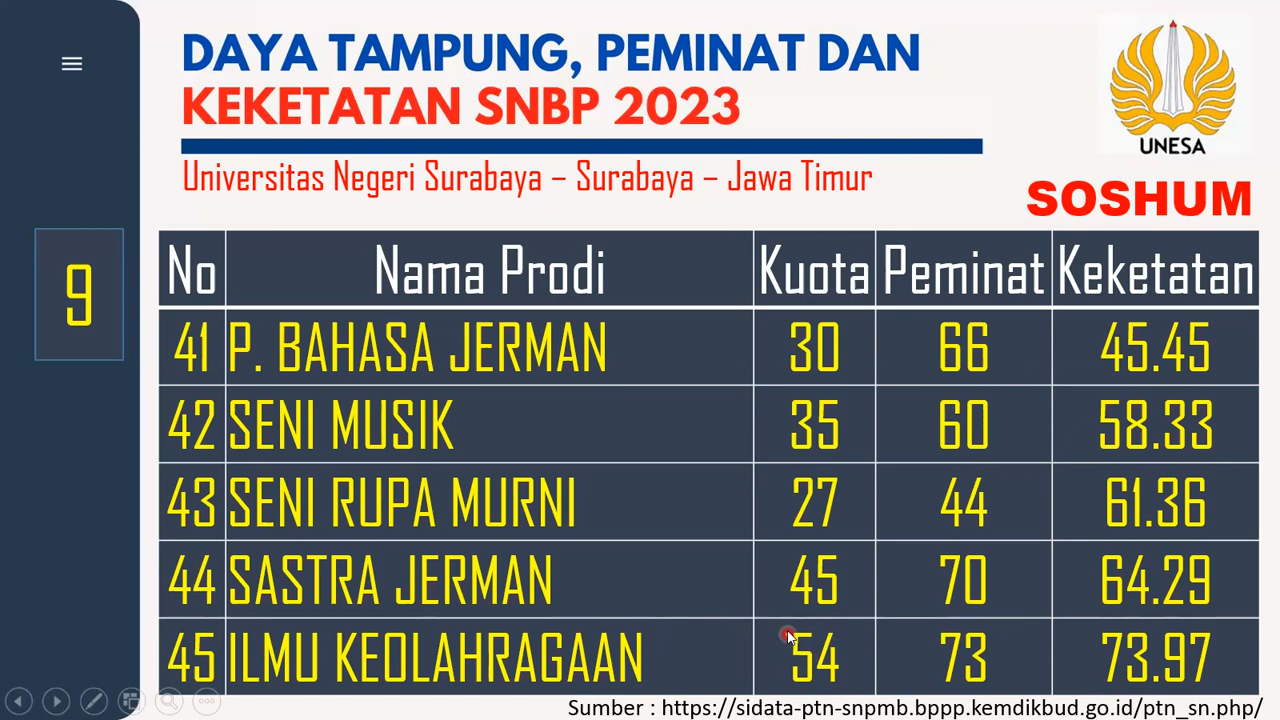 DAYA TAMPUNG, PEMINAT DAN
KEKETATAN SNBP 2023
UNESA
Universitas Negeri Surabaya – Surabaya – Jawa Timur
SOSHUM
9
No Nama Prodi Kuota Peminat Keketatan
41 P. BAHASA JERMAN 30 66 45.45
42 SENI MUSIK 35 60 58.33
43 SENI RUPA MURNI 27 44 61.36
44 SASTRA JERMAN 45 70 64.29
45 ILMU KEOLAHRAGAAN 54 73 73.97
Sumber : https://sidata-ptn-snpmb.bppp.kemdikbud.go.id/ptn_sn.php/